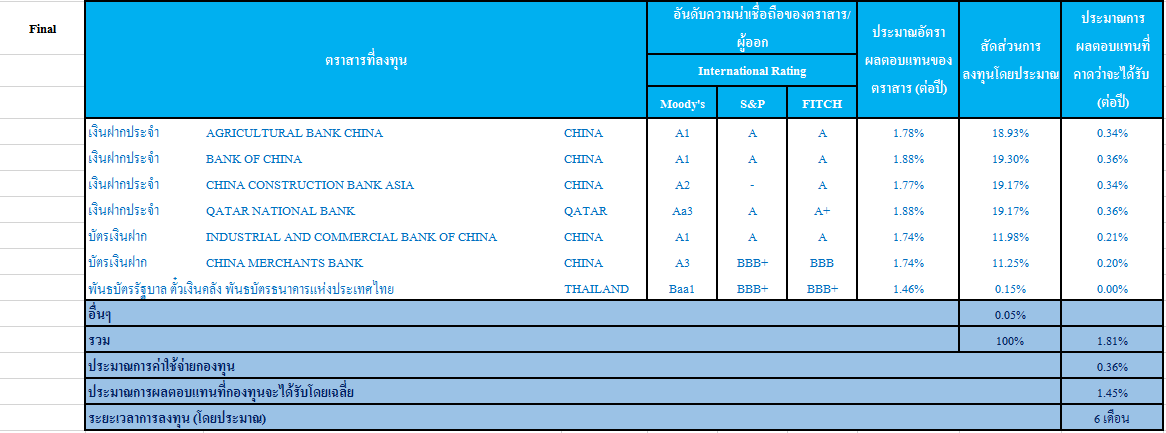 Final
ตราสารที่ลงทุน
อันดับความน่าเชื่อถือของตราสาร/
ผู้ออก
International Rating
Moody's S&P FITCH
ประมาณอัตรา
ผลตอบแทนของ
ตราสาร (ต่อปี)
สัดส่วนการ
ลงทุนโดยประมาณ
ประมาณการ
ผลตอบแทนที่
คาดว่าจะได้รับ
(ต่อปี)
เงินฝากประจำ AGRICULTURAL BANK CHINA CHINA A1 A A 1.78% 18.93% 0.34%
เงินฝากประจำ BANK OF CHINA CHINA A1 A A 1.88% 19.30% 0.36%
เงินฝากประจำ CHINA CONSTRUCTION BANK ASIA CHINA A2 - A 1.77% 19.17% 0.34%
เงินฝากประจำ QATAR NATIONAL BANK QATAR Aa3 A A+ 1.88% 19.17% 0.36%
บัตรเงินฝาก INDUSTRIAL AND COMMERCIAL BANK OF CHINA CHINA A1 A A 1.74% 11.98% 0.21%
บัตรเงินฝาก CHINA MERCHANTS BANK CHINA A3 BBB+ BBB 1.74% 11.25% 0.20%
พันธบัตรรัฐบาล ตั๋วเงินคลัง พันธบัตรธนาคารแห่งประเทศไทย THAILAND Baa1 BBB+ BBB+ 1.46% 0.15% 0.00%
อื่นๆ 0.05%
รวม 100% 1.81%
ประมาณการค่าใช้จ่ายกองทุน 0.36%
ประมาณการผลตอบแทนที่กองทุนจะได้รับโดยเฉลี่ย 1.45%
ระยะเวลาการลงทุน (โดยประมาณ) 6 เดือน